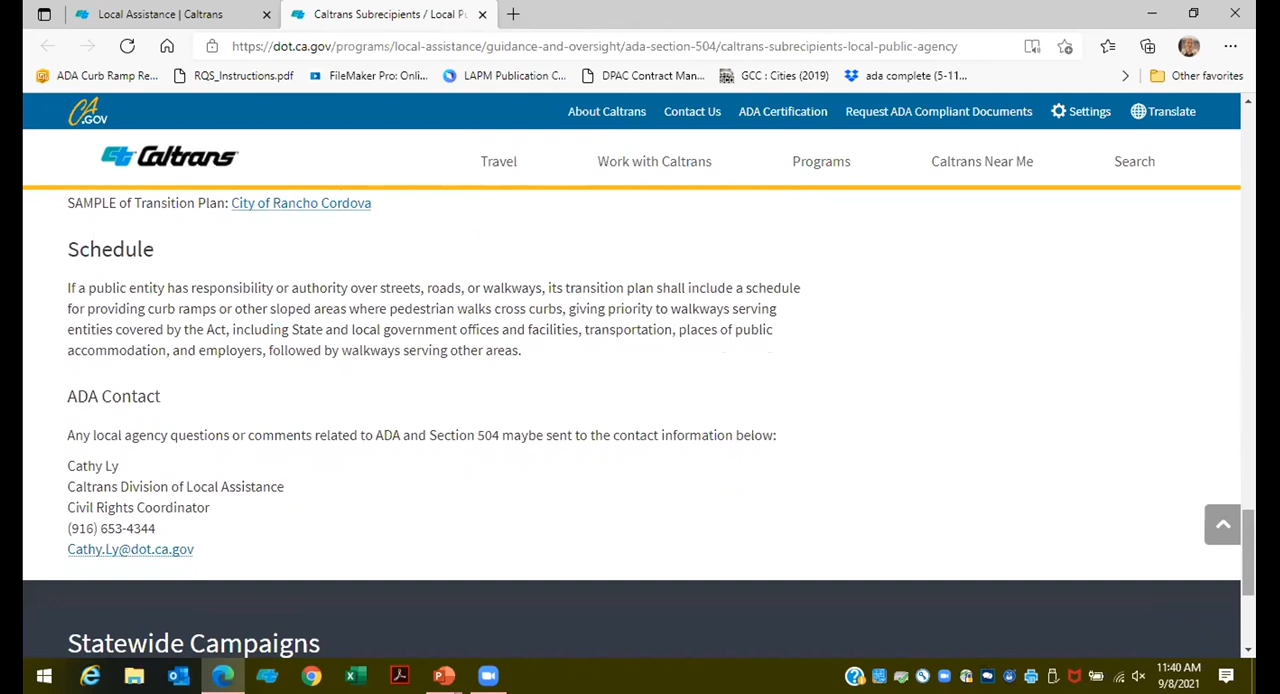 Local Assistance | Caltrans
Caltrans Subrecipients / Local Pu
https://dot.ca.gov/programs/local-assistance/guidance-and-oversight/ada-section-504/caltrans-subrecipients-local-public-agency
ADA Curb Ramp Re... RQS_Instructions.pdf FileMaker Pro: Onli... LAPM Publication C... DPAC Contract Man... GCC : Cities (2019) ada complete (5-11... Other favorites
CA.GOV About Caltrans Contact Us ADA Certification Request ADA Compliant Documents Settings Translate
Caltrans Travel Work with Caltrans Programs Caltrans Near Me Search
SAMPLE of Transition Plan: City of Rancho Cordova
Schedule
If a public entity has responsibility or authority over streets, roads, or walkways, its transition plan shall include a schedule
for providing curb ramps or other sloped areas where pedestrian walks cross curbs, giving priority to walkways serving
entities covered by the Act, including State and local government offices and facilities, transportation, places of public
accommodation, and employers, followed by walkways serving other areas.
ADA Contact
Any local agency questions or comments related to ADA and Section 504 maybe sent to the contact information below:
Cathy Ly
Caltrans Division of Local Assistance
Civil Rights Coordinator
(916) 653-4344
Cathy.Ly@dot.ca.gov
Statewide Campaigns
11:40 AM
9/8/2021